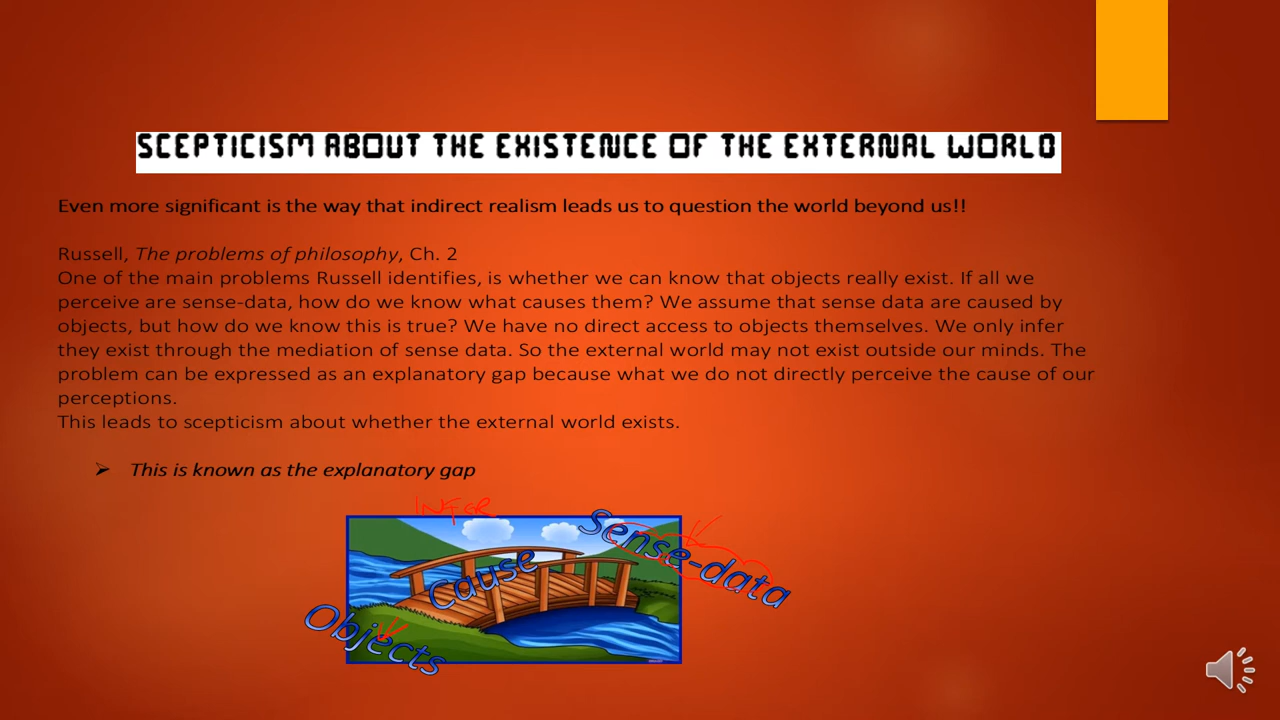 SCEPTICISM ABOUT THE EXISTENCE OF THE EXTERNAL WORLD
Even more significant is the way that indirect realism leads us to question the world beyond us!!
Russell, The problems of philosophy, Ch. 2
One of the main problems Russell identifies, is whether we can know that objects really exist. If all we
perceive are sense-data, how do we know what causes them? We assume that sense data are caused by
objects, but how do we know this is true? We have no direct access to objects themselves. We only infer
they exist through the mediation of sense data. So the external world may not exist outside our minds. The
problem can be expressed as an explanatory gap because what we do not directly perceive the cause of our
perceptions.
This leads to scepticism about whether the external world exists.
➢ This is known as the explanatory gap
INFER
Sense-data
Cause
Objects